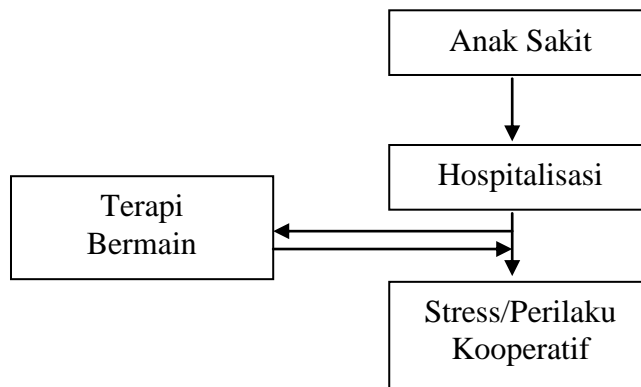 Anak Sakit
Hospitalisasi
Terapi
Bermain
Stress/Perilaku
Kooperatif